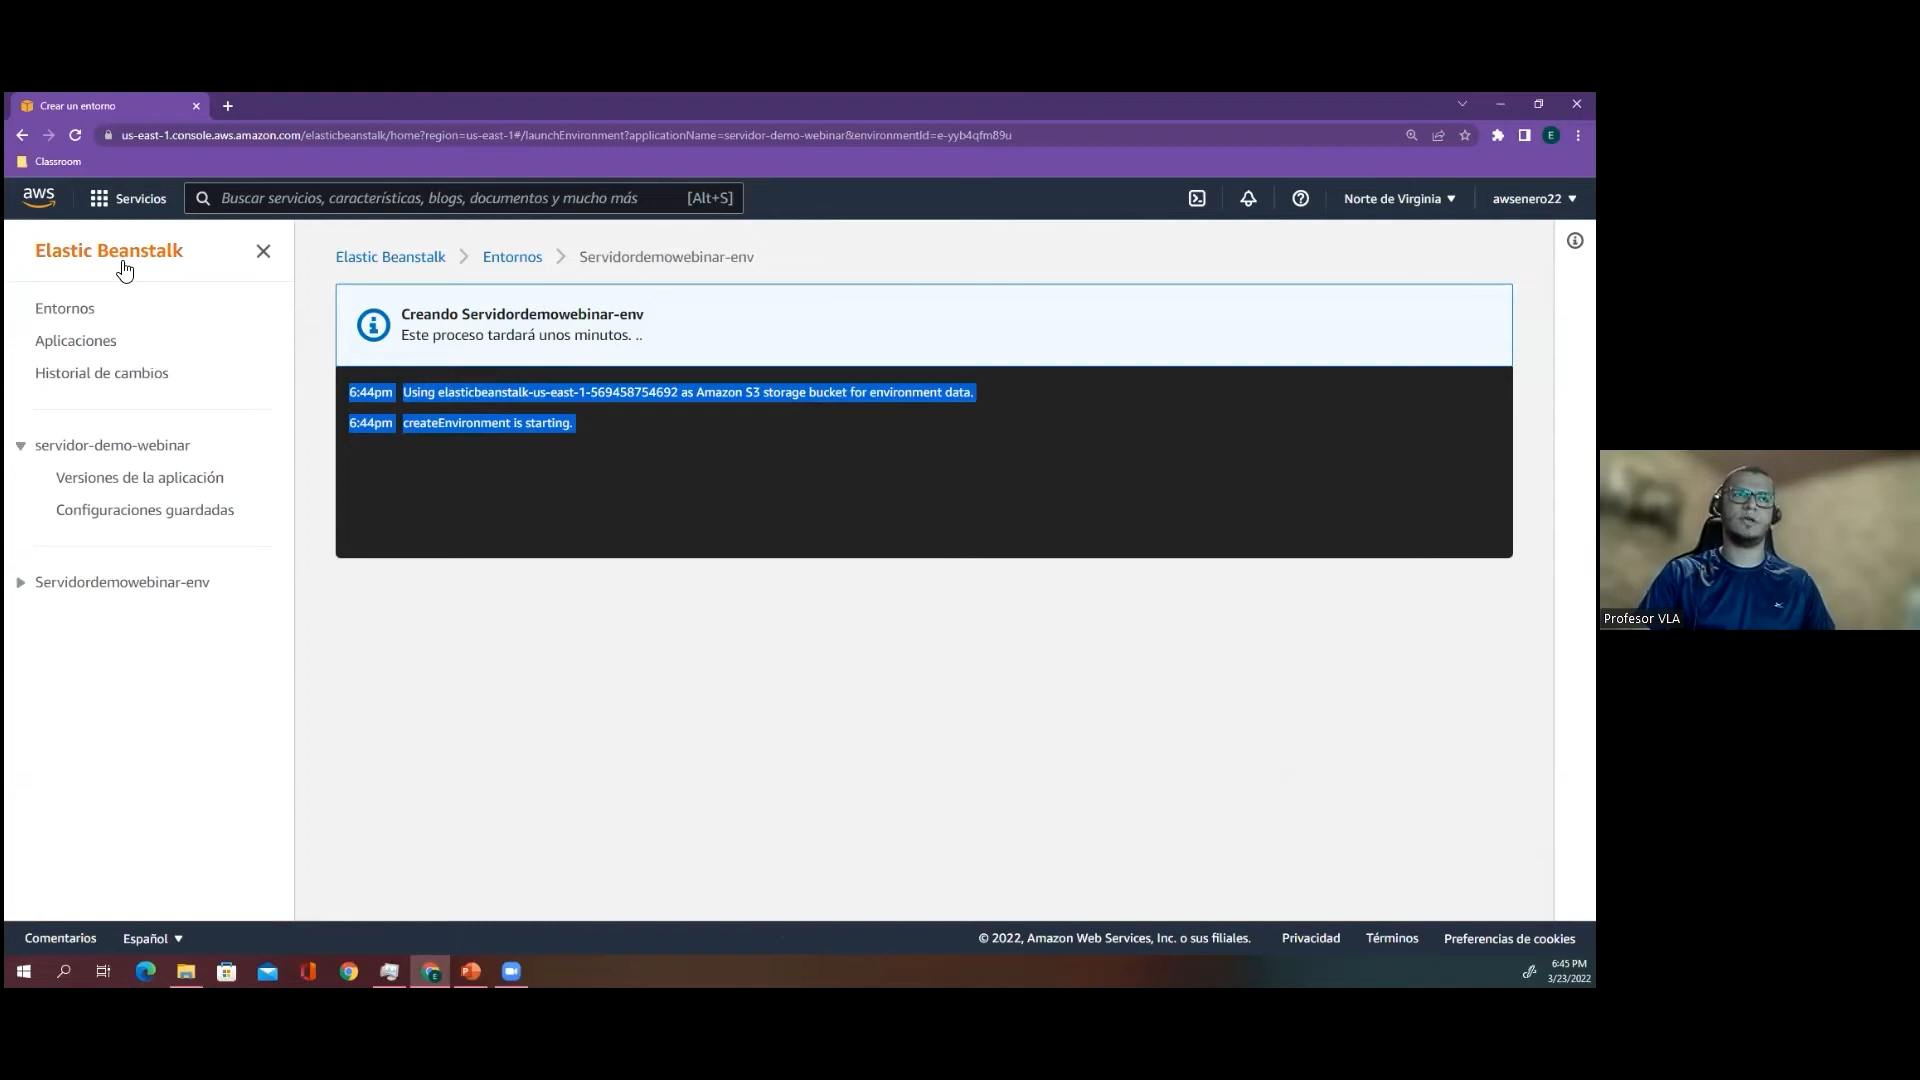 Crear un entorno
us-east-1.console.aws.amazon.com/elasticbeanstalk/home?region=us-east-1#/launchEnvironment?applicationName=servidor-demo-webinar&environmentId=e-yyb4qfm89u
E
Classroom
aws
Servicios
Buscar servicios, características, blogs, documentos y mucho más
[Alt+S]
Norte de Virginia
awsenero22
Elastic Beanstalk
Entornos
Aplicaciones
Historial de cambios
servidor-demo-webinar
Versiones de la aplicación
Configuraciones guardadas
Servidordemowebinar-env
Elastic Beanstalk
Entornos
Servidordemowebinar-env
Creando Servidordemowebinar-env
Este proceso tardará unos minutos. ..
6:44pm Using elasticbeanstalk-us-east-1-569458754692 as Amazon S3 storage bucket for environment data.
6:44pm createEnvironment is starting.
Profesor VLA
Comentarios
Español
© 2022, Amazon Web Services, Inc. o sus filiales.
Privacidad
Términos
Preferencias de cookies
6:45 PM
3/23/2022